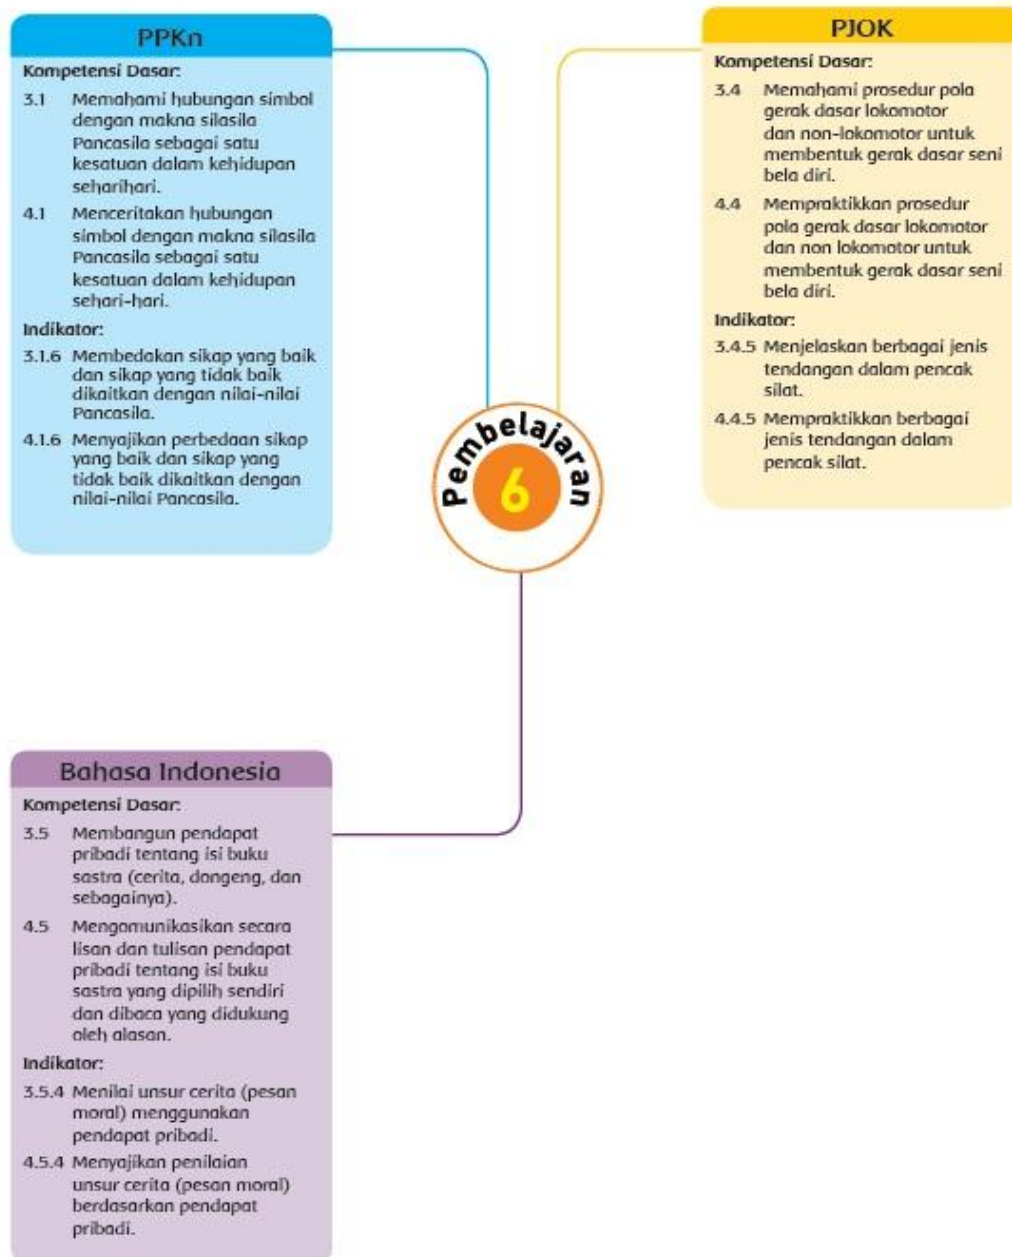 PPKn
Kompetensi Dasar:
3.1 Memahami hubungan simbol
dengan makna silasila
Pancasila sebagai satu
kesatuan dalam kehidupan
seharihari.
4.1 Menceritakan hubungan
simbol dengan makna silasila
Pancasila sebagai satu
kesatuan dalam kehidupan
sehari-hari.
Indikator:
3.1.6 Membedakan sikap yang baik
dan sikap yang tidak baik
dikaitkan dengan nilai-nilai
Pancasila.
4.1.6 Menyajikan perbedaan sikap
yang baik dan sikap yang
tidak baik dikaitkan dengan
nilai-nilai Pancasila.
PJOK
Kompetensi Dasar:
3.4 Memahami prosedur pola
gerak dasar lokomotor
dan non-lokomotor untuk
membentuk gerak dasar seni
bela diri.
4.4 Mempraktikkan prosedur
pola gerak dasar lokomotor
dan non lokomotor untuk
membentuk gerak dasar seni
bela diri.
Indikator:
3.4.5 Menjelaskan berbagai jenis
tendangan dalam pencak
silat.
4.4.5 Mempraktikkan berbagai
jenis tendangan dalam
pencak silat.
Pembelajaran
6
Bahasa Indonesia
Kompetensi Dasar:
3.5 Membangun pendapat
pribadi tentang isi buku
sastra (cerita, dongeng, dan
sebagainya).
4.5 Mengomunikasikan secara
lisan dan tulisan pendapat
pribadi tentang isi buku
sastra yang dipilih sendiri
dan dibaca yang didukung
oleh alasan.
Indikator:
3.5.4 Menilai unsur cerita (pesan
moral) menggunakan
pendapat pribadi.
4.5.4 Menyajikan penilaian
unsur cerita (pesan moral)
berdasarkan pendapat
pribadi.